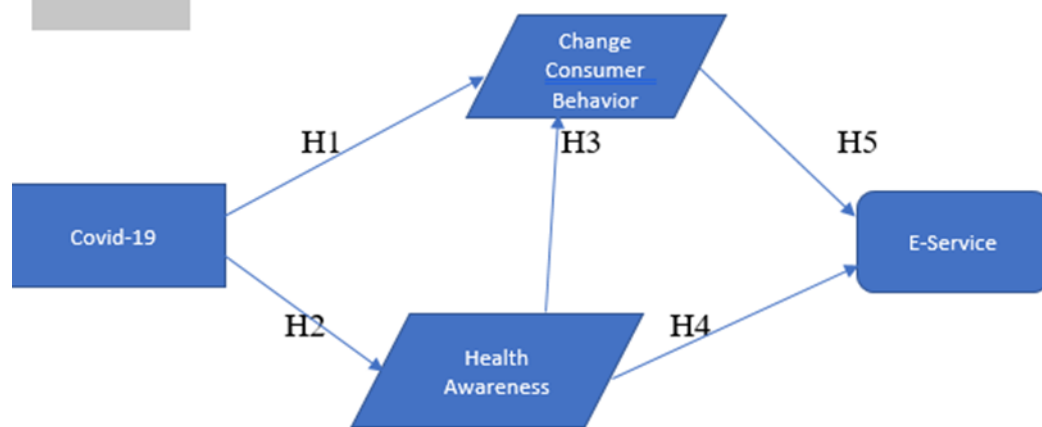 Change
Consumer
Behavior
H1
H3
H5
Covid-19
E-Service
H2
H4
Health
Awareness